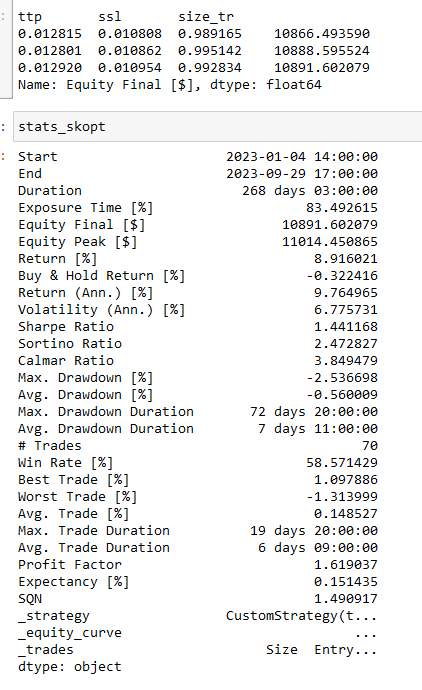 : ttp ssl size_tr
0.012815 0.010808 0.989165 10866.493590
0.012801 0.010862 0.995142 10888.595524
0.012920 0.010954 0.992834 10891.602079
Name: Equity Final [$], dtype: float64
: stats_skopt
: Start 2023-01-04 14:00:00
End 2023-09-29 17:00:00
Duration 268 days 03:00:00
Exposure Time [%] 83.492615
Equity Final [$] 10891.602079
Equity Peak [$] 11014.450865
Return [%] 8.916021
Buy & Hold Return [%] -0.322416
Return (Ann.) [%] 9.764965
Volatility (Ann.) [%] 6.775731
Sharpe Ratio 1.441168
Sortino Ratio 2.472827
Calmar Ratio 3.849479
Max. Drawdown [%] -2.536698
Avg. Drawdown [%] -0.560009
Max. Drawdown Duration 72 days 20:00:00
Avg. Drawdown Duration 7 days 11:00:00
# Trades 70
Win Rate [%] 58.571429
Best Trade [%] 1.097886
Worst Trade [%] -1.313999
Avg. Trade [%] 0.148527
Max. Trade Duration 19 days 20:00:00
Avg. Trade Duration 6 days 09:00:00
Profit Factor 1.619037
Expectancy [%] 0.151435
SQN 1.490917
_strategy CustomStrategy(t...
_equity_curve ...
_trades Size Entry...
dtype: object